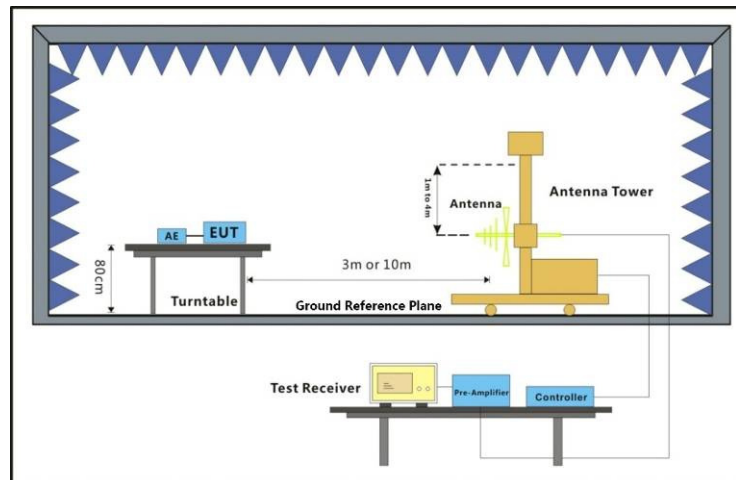 1m to 4m
Antenna
Antenna Tower
AE
EUT
80cm
3m or 10m
Turntable
Ground Reference Plane
Test Receiver
Pre-Amplifier
Controller